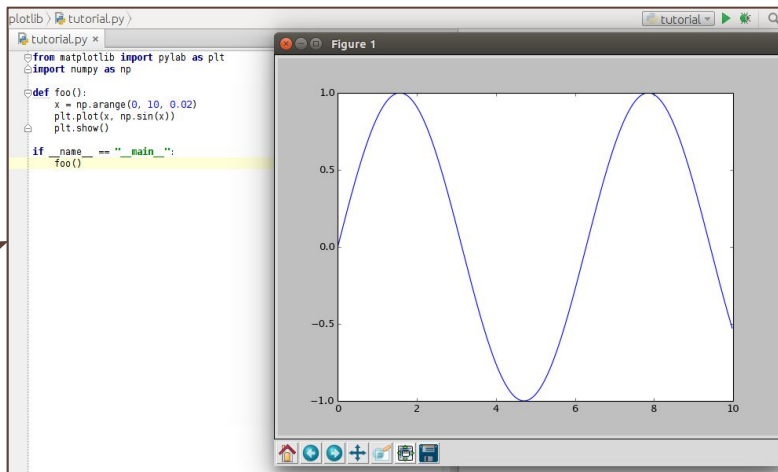 plotlib 〉 tutorial.py 〉
tutorial
tutorial.py ×
from matplotlib import pylab as plt
import numpy as np
def foo():
x = np.arange(0, 10, 0.02)
plt.plot(x, np.sin(x))
plt.show()
if __name__ == "__main__":
foo()
Figure 1
1.0
0.5
0.0
−0.5
−1.0
0 2 4 6 8 10